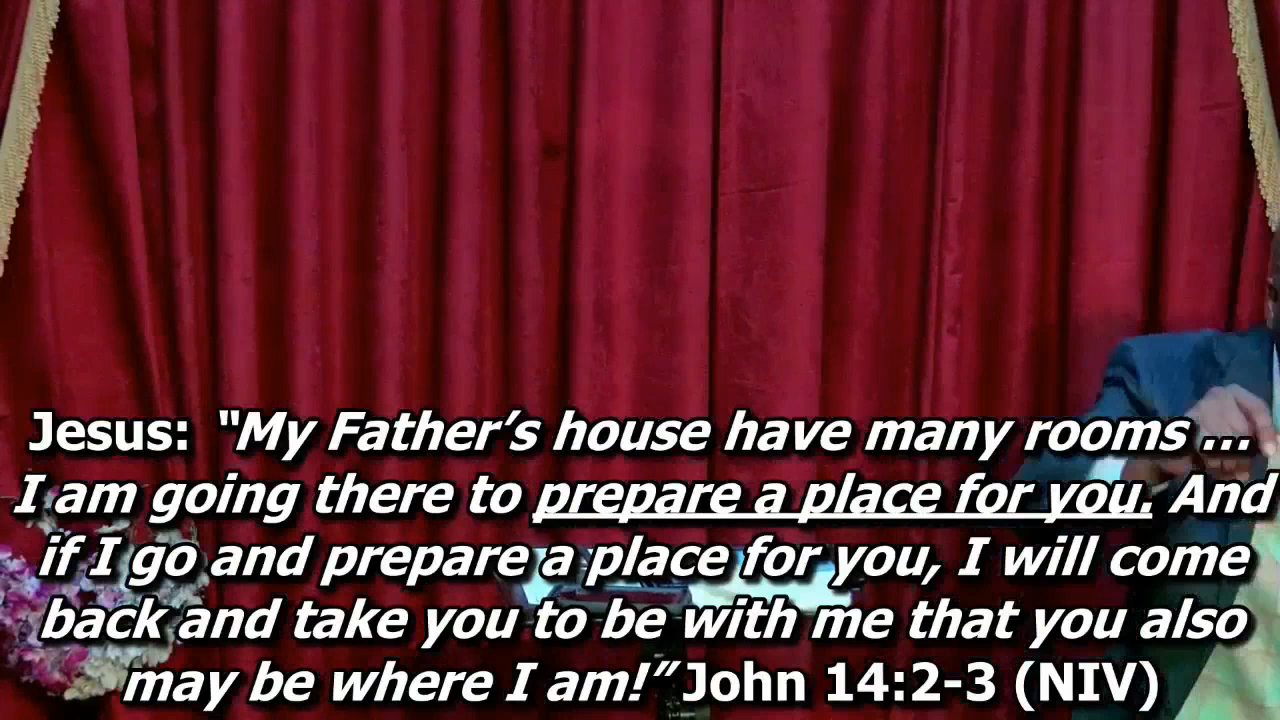 Jesus: “My Father’s house have many rooms ...
I am going there to prepare a place for you. And
if I go and prepare a place for you, I will come
back and take you to be with me that you also
may be where I am!” John 14:2-3 (NIV)